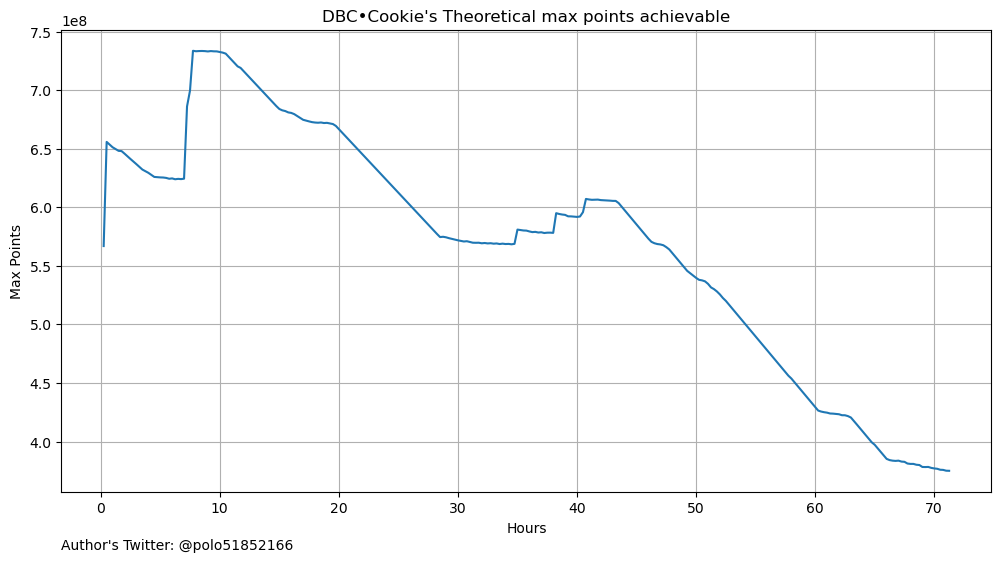 DBC•Cookie's Theoretical max points achievable
1e8
7.5
7.0
6.5
6.0
5.5
5.0
4.5
4.0
Max Points
0 10 20 30 40 50 60 70
Hours
Author's Twitter: @polo51852166